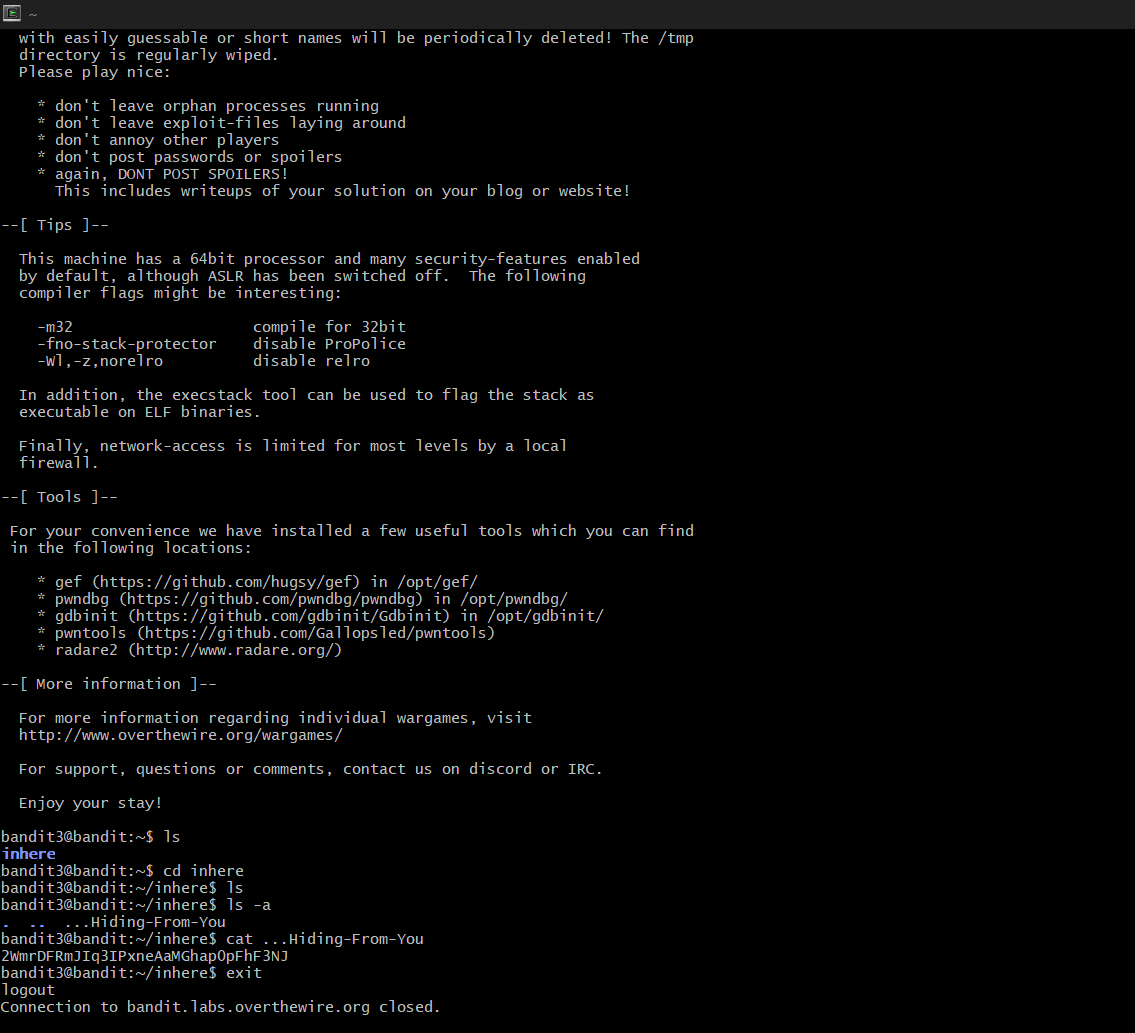 ~
with easily guessable or short names will be periodically deleted! The /tmp
directory is regularly wiped.
Please play nice:
* don't leave orphan processes running
* don't leave exploit-files laying around
* don't annoy other players
* don't post passwords or spoilers
* again, DONT POST SPOILERS!
This includes writeups of your solution on your blog or website!
--[ Tips ]--
This machine has a 64bit processor and many security-features enabled
by default, although ASLR has been switched off.  The following
compiler flags might be interesting:
-m32                    compile for 32bit
-fno-stack-protector    disable ProPolice
-Wl,-z,norelro          disable relro
In addition, the execstack tool can be used to flag the stack as
executable on ELF binaries.
Finally, network-access is limited for most levels by a local
firewall.
--[ Tools ]--
For your convenience we have installed a few useful tools which you can find
in the following locations:
* gef (https://github.com/hugsy/gef) in /opt/gef/
* pwndbg (https://github.com/pwndbg/pwndbg) in /opt/pwndbg/
* gdbinit (https://github.com/gdbinit/Gdbinit) in /opt/gdbinit/
* pwntools (https://github.com/Gallopsled/pwntools)
* radare2 (http://www.radare.org/)
--[ More information ]--
For more information regarding individual wargames, visit
http://www.overthewire.org/wargames/
For support, questions or comments, contact us on discord or IRC.
Enjoy your stay!
bandit3@bandit:~$ ls
inhere
bandit3@bandit:~$ cd inhere
bandit3@bandit:~/inhere$ ls
bandit3@bandit:~/inhere$ ls -a
.  ..  ...Hiding-From-You
bandit3@bandit:~/inhere$ cat ...Hiding-From-You
2WmrDFRmJIq3IPxneAaMGhap0pFhF3NJ
bandit3@bandit:~/inhere$ exit
logout
Connection to bandit.labs.overthewire.org closed.